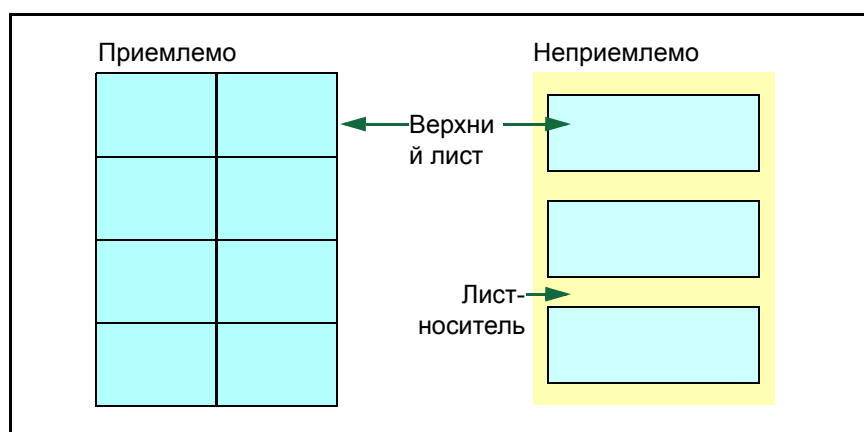 Приемлемо
Неприемлемо
Верхни
й лист
Лист-
носитель